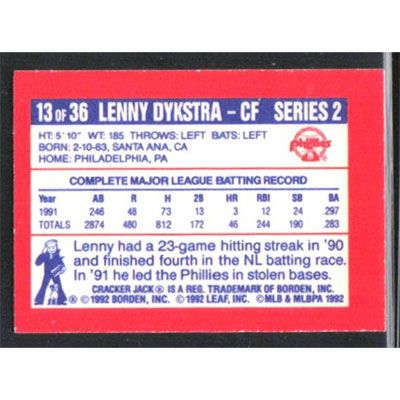 13 OF 36 LENNY DYKSTRA - CF SERIES 2
HT: 5' 10" WT: 185 THROWS: LEFT BATS: LEFT
BORN: 2-10-63, SANTA ANA, CA
HOME: PHILADELPHIA, PA
phillies
COMPLETE MAJOR LEAGUE BATTING RECORD
Year AB R H 2B 3B HR RBI SB BA
1991 246 48 73 13 3 12 24 .297
TOTALS 2874 480 812 172 46 244 190 .283
Lenny had a 23-game hitting streak in '90
and finished fourth in the NL batting race.
In '91 he led the Phillies in stolen bases.
CRACKER JACK® IS A REG. TRADEMARK OF BORDEN, INC.
©1992 BORDEN, INC. ©1992 LEAF, INC. ©MLB & MLBPA 1992